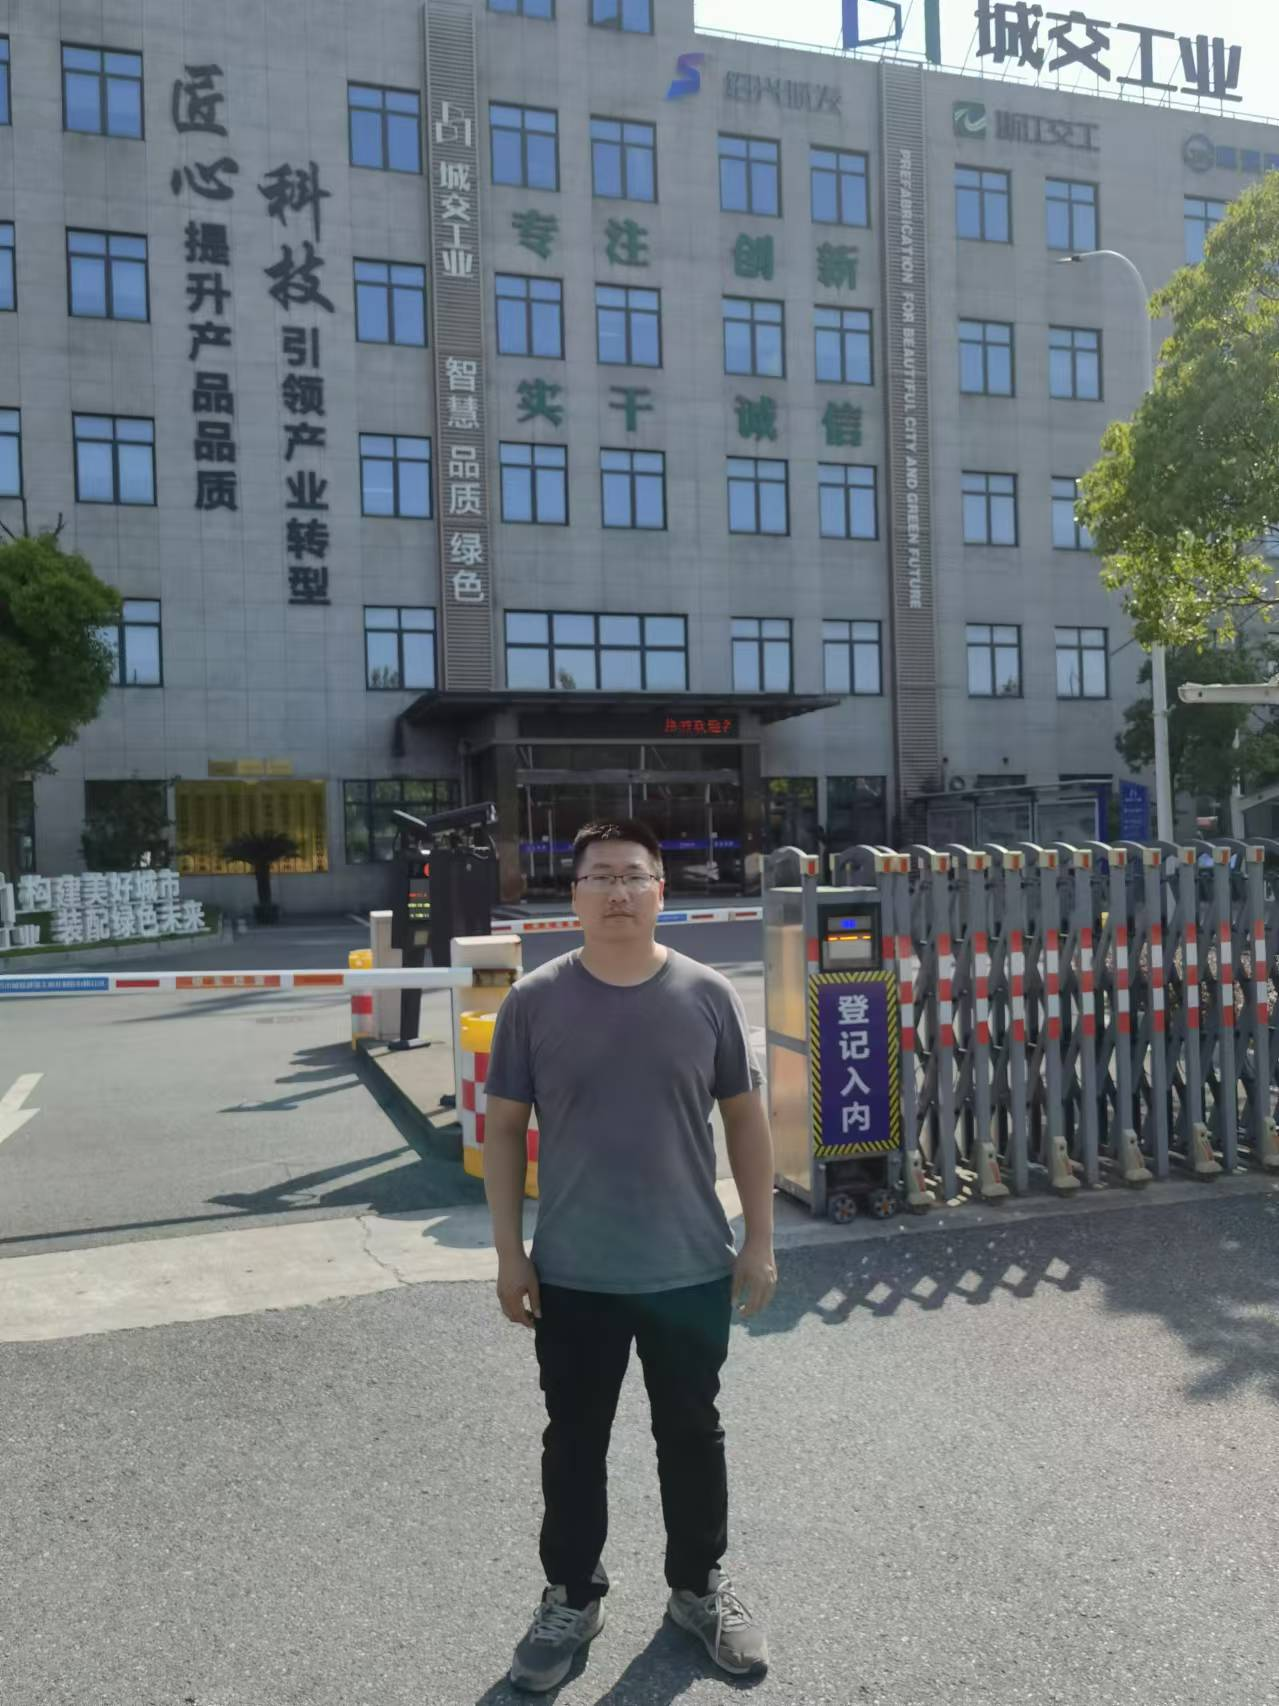 城交工业
绍兴城发
浙江交工
匠心提升产品品质
科技引领产业转型
城交工业 智慧 品质 绿色
专注 创新
实干 诚信
PREFABRICATON FOR BEAUTIFUL CITY AND GREEN FUTURE
构建美好城市
装配绿色未来
登记入内